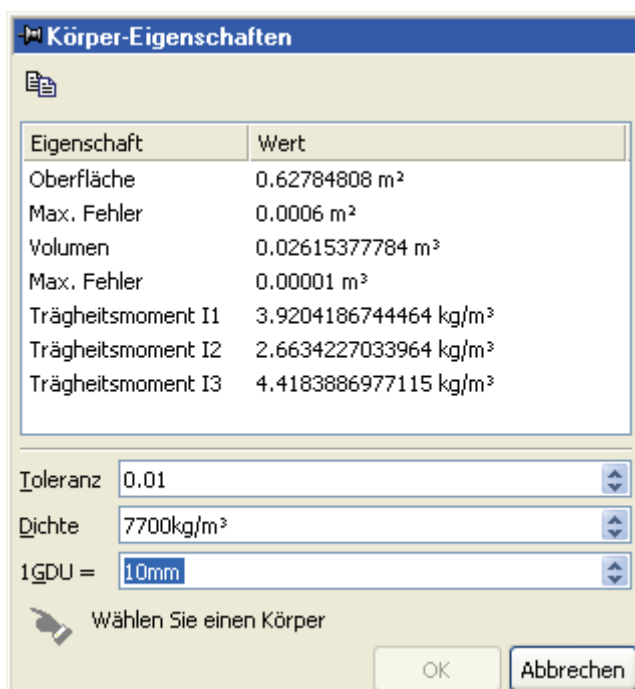 Körper-Eigenschaften
Eigenschaft Wert
Oberfläche 0.62784808 m²
Max. Fehler 0.0006 m²
Volumen 0.02615377784 m³
Max. Fehler 0.00001 m³
Trägheitsmoment I1 3.9204186744464 kg/m³
Trägheitsmoment I2 2.6634227033964 kg/m³
Trägheitsmoment I3 4.4183886977115 kg/m³
Toleranz 0.01
Dichte 7700kg/m³
1GDU = 10mm
Wählen Sie einen Körper
OK Abbrechen